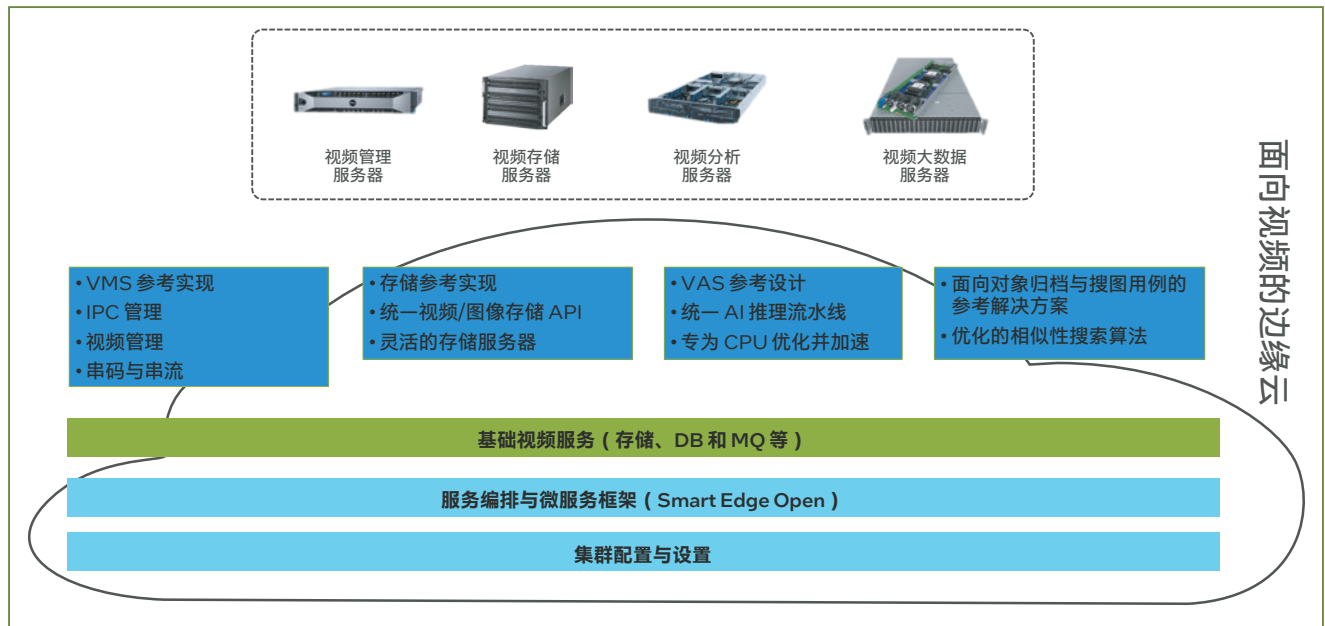 视频管理
服务器
视频存储
服务器
视频分析
服务器
视频大数据
服务器
面向视频的边缘云
• VMS 参考实现
• IPC 管理
• 视频管理
• 串码与串流
• 存储参考实现
• 统一视频/图像存储 API
• 灵活的存储服务器
• VAS 参考设计
• 统一 AI 推理流水线
• 专为 CPU 优化并加速
• 面向对象归档与搜图用例的
参考解决方案
• 优化的相似性搜索算法
基础视频服务（存储、DB 和 MQ 等）
服务编排与微服务框架（Smart Edge Open）
集群配置与设置